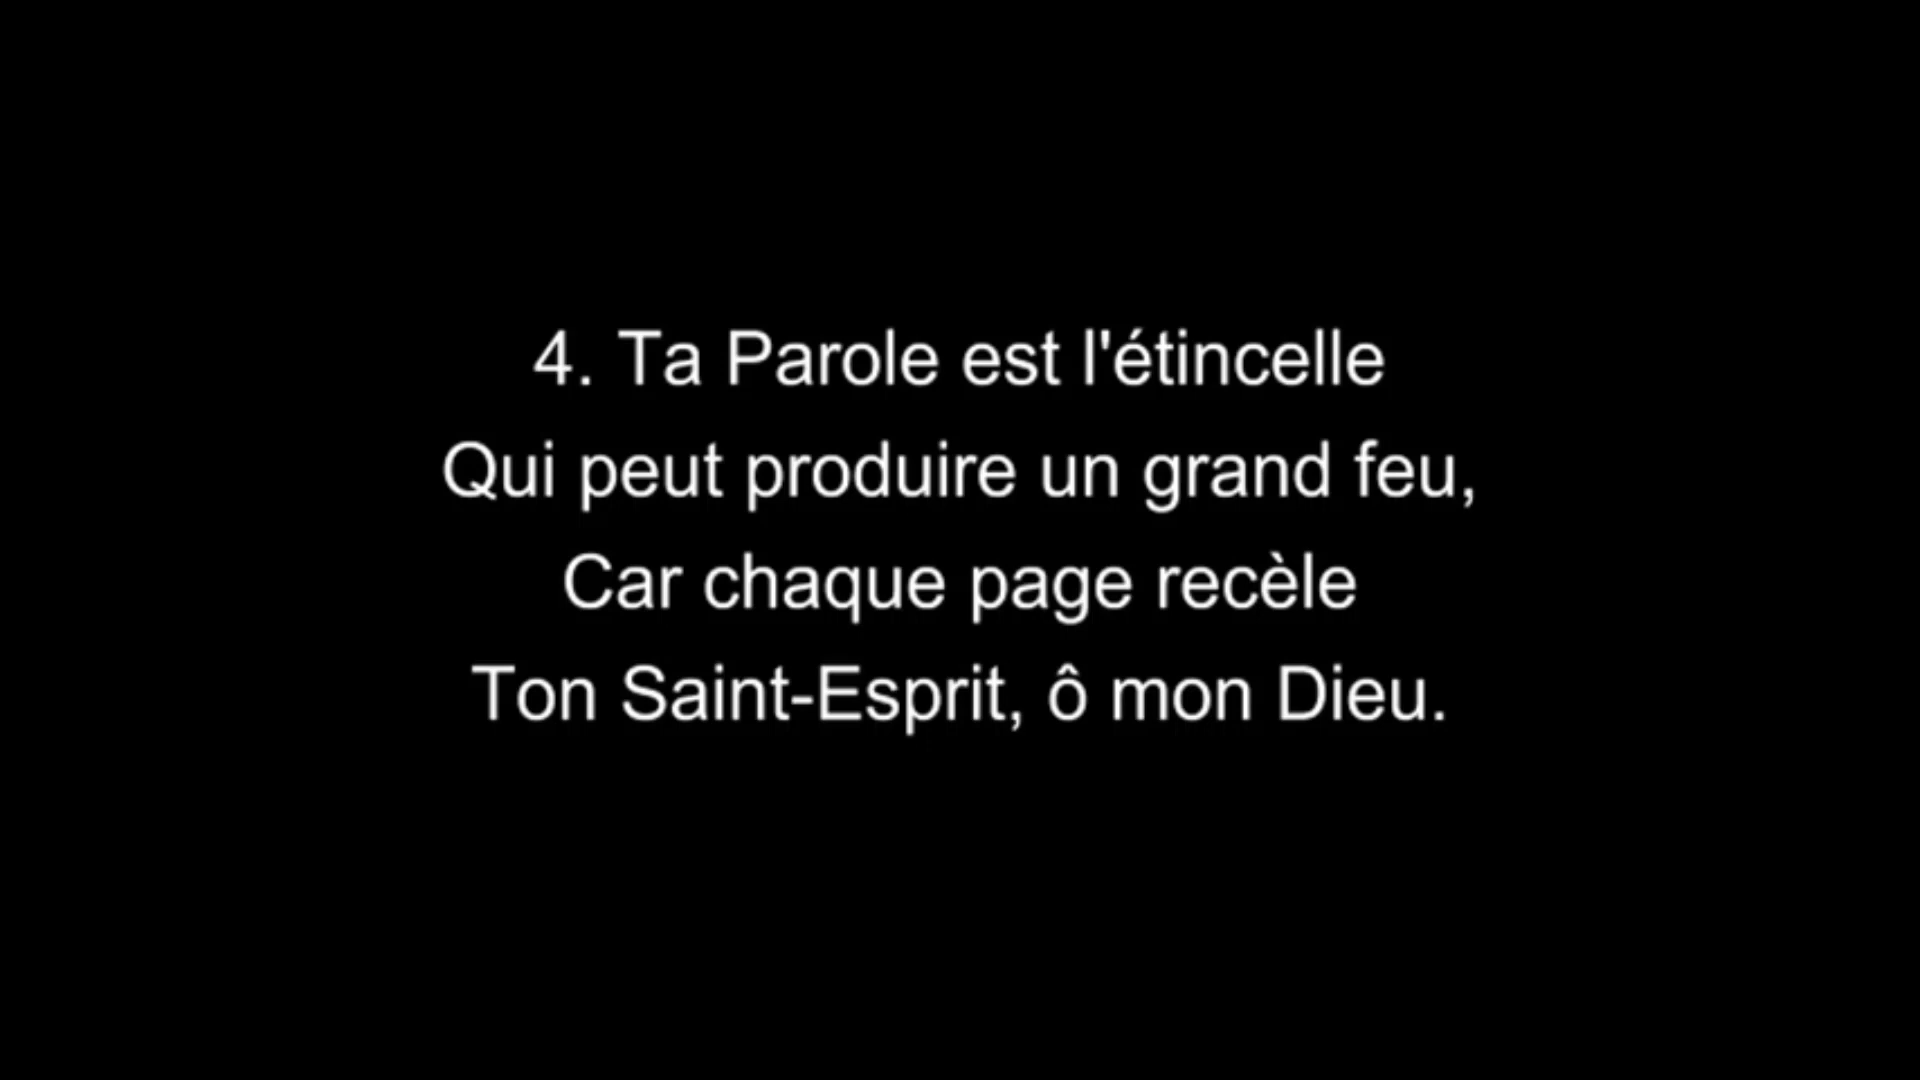 4. Ta Parole est l'étincelle
Qui peut produire un grand feu,
Car chaque page recèle
Ton Saint-Esprit, ô mon Dieu.